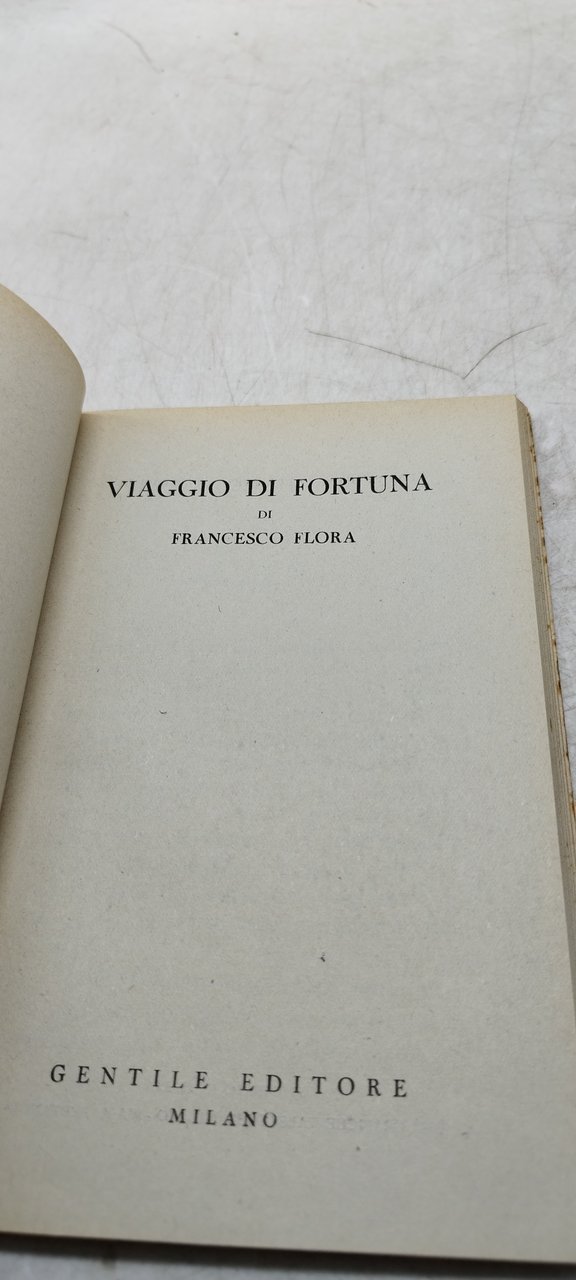 VIAGGIO DI FORTUNA
DI
FRANCESCO FLORA
GENTILE EDITORE
MILANO